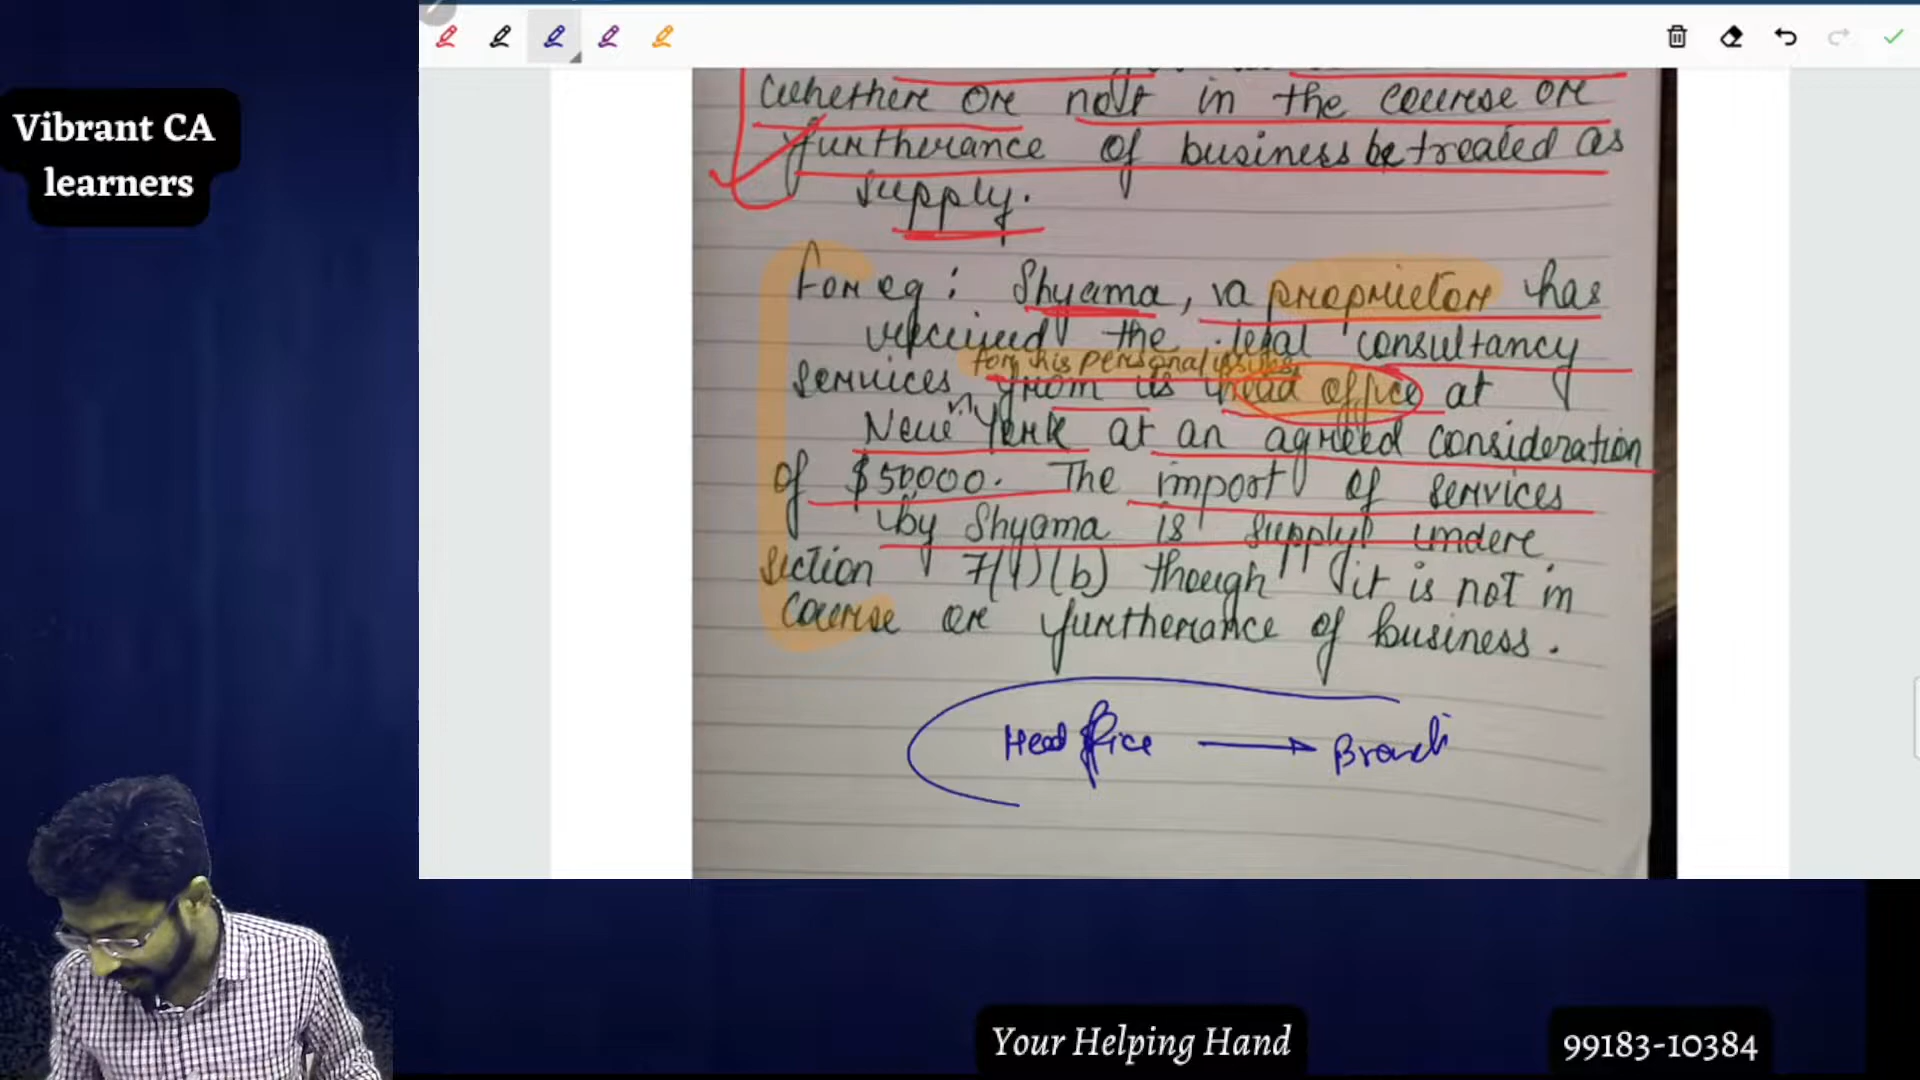 Vibrant CA
learners
whether or not in the course or
furtherance of business be treated as
supply.
For eg: Shyama, a proprietor has
received the legal consultancy
for his personal issues
services from its head office at
in
New York at an agreed consideration
of $50000. The import of services
by Shyama is supply under
section 7(1)(b) though it is not in
course or furtherance of business.
Head office → Branch
Your Helping Hand
99183-10384